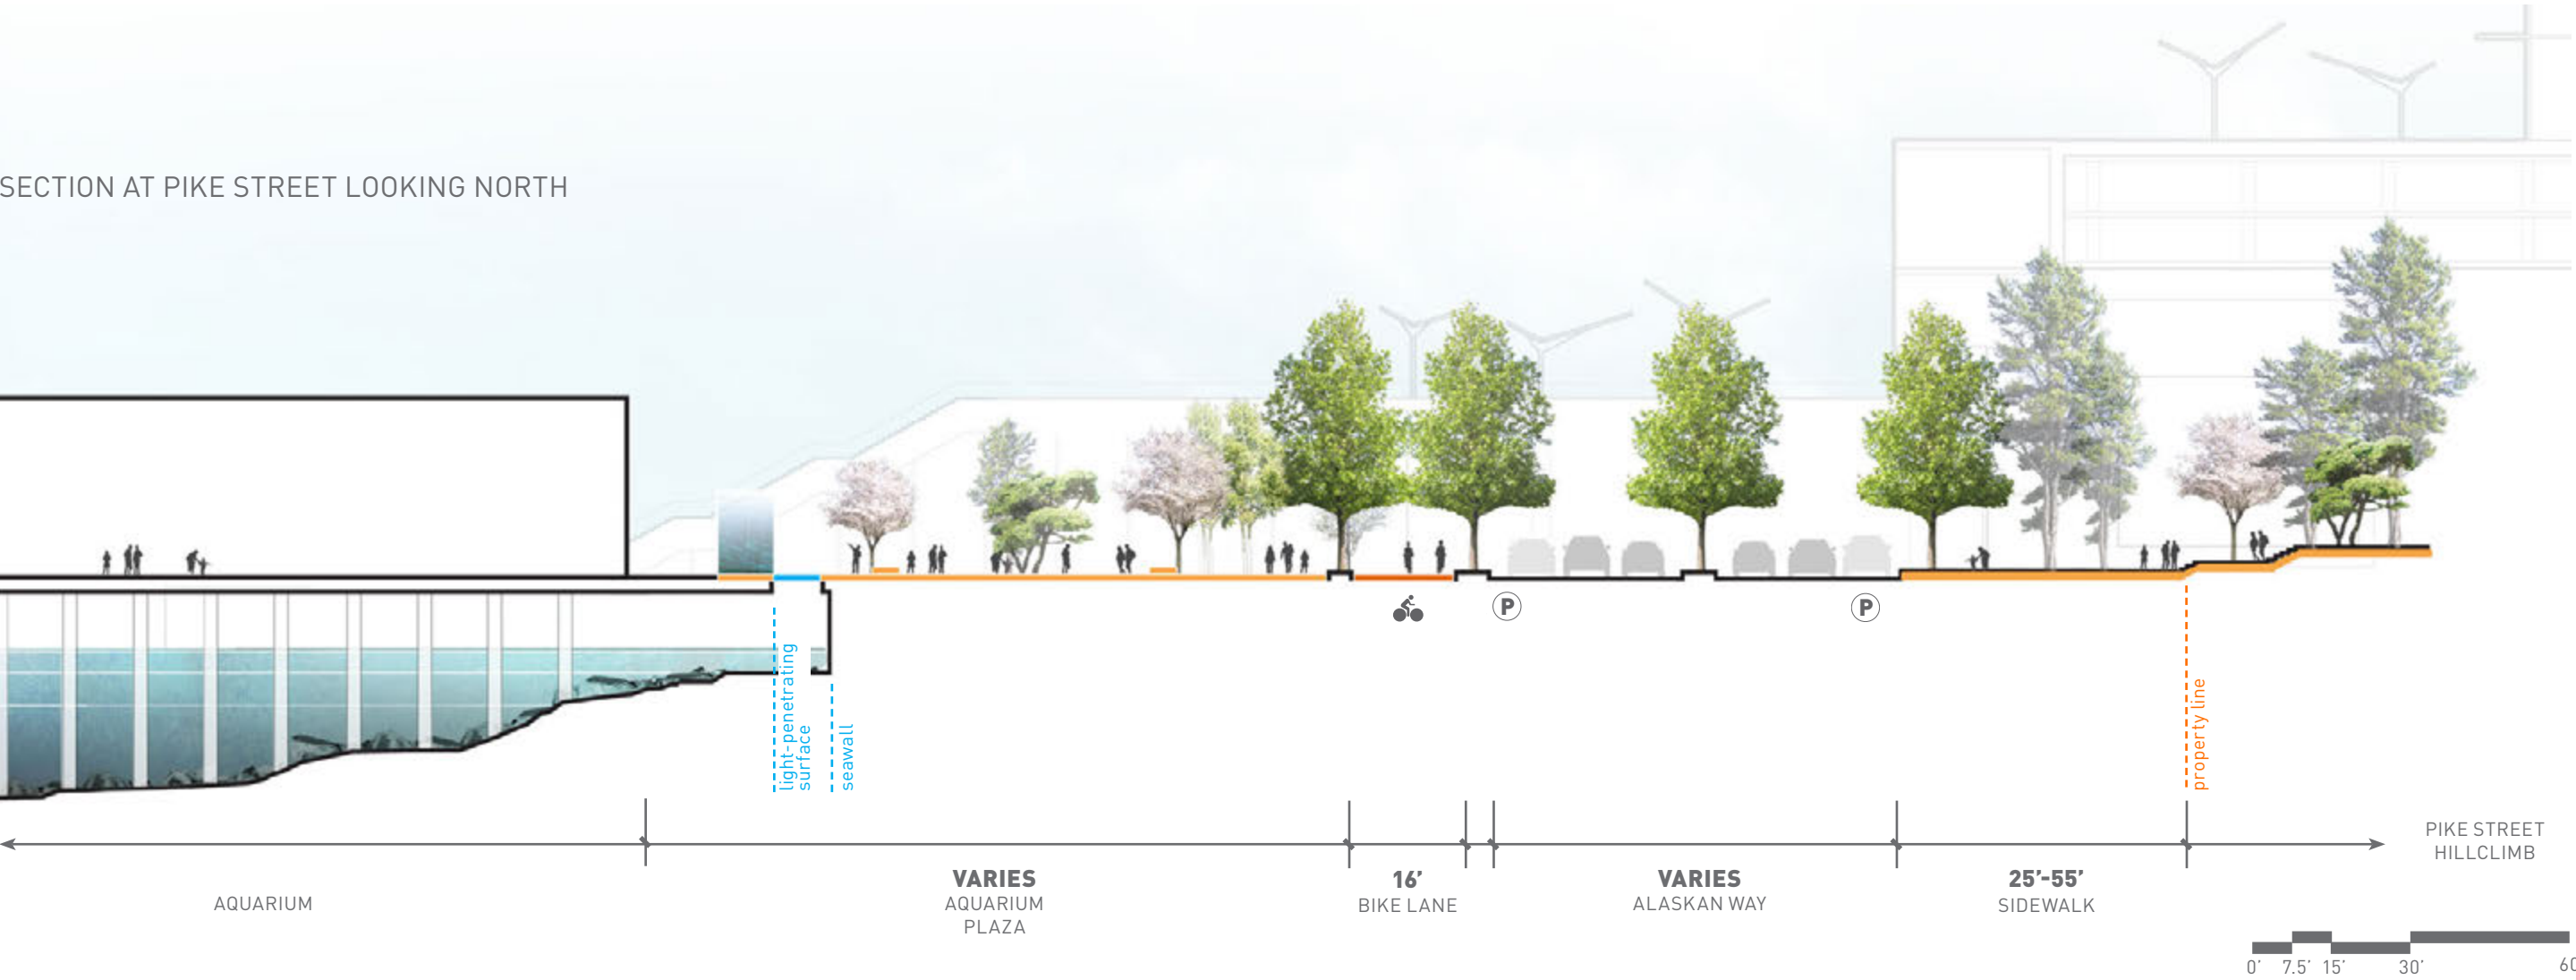 SECTION AT PIKE STREET LOOKING NORTH
P
P
light-penetrating
surface
seawall
property line
AQUARIUM
VARIES
AQUARIUM
PLAZA
16’
BIKE LANE
VARIES
ALASKAN WAY
25’-55’
SIDEWALK
PIKE STREET
HILLCLIMB
0’ 7.5’ 15’ 30’